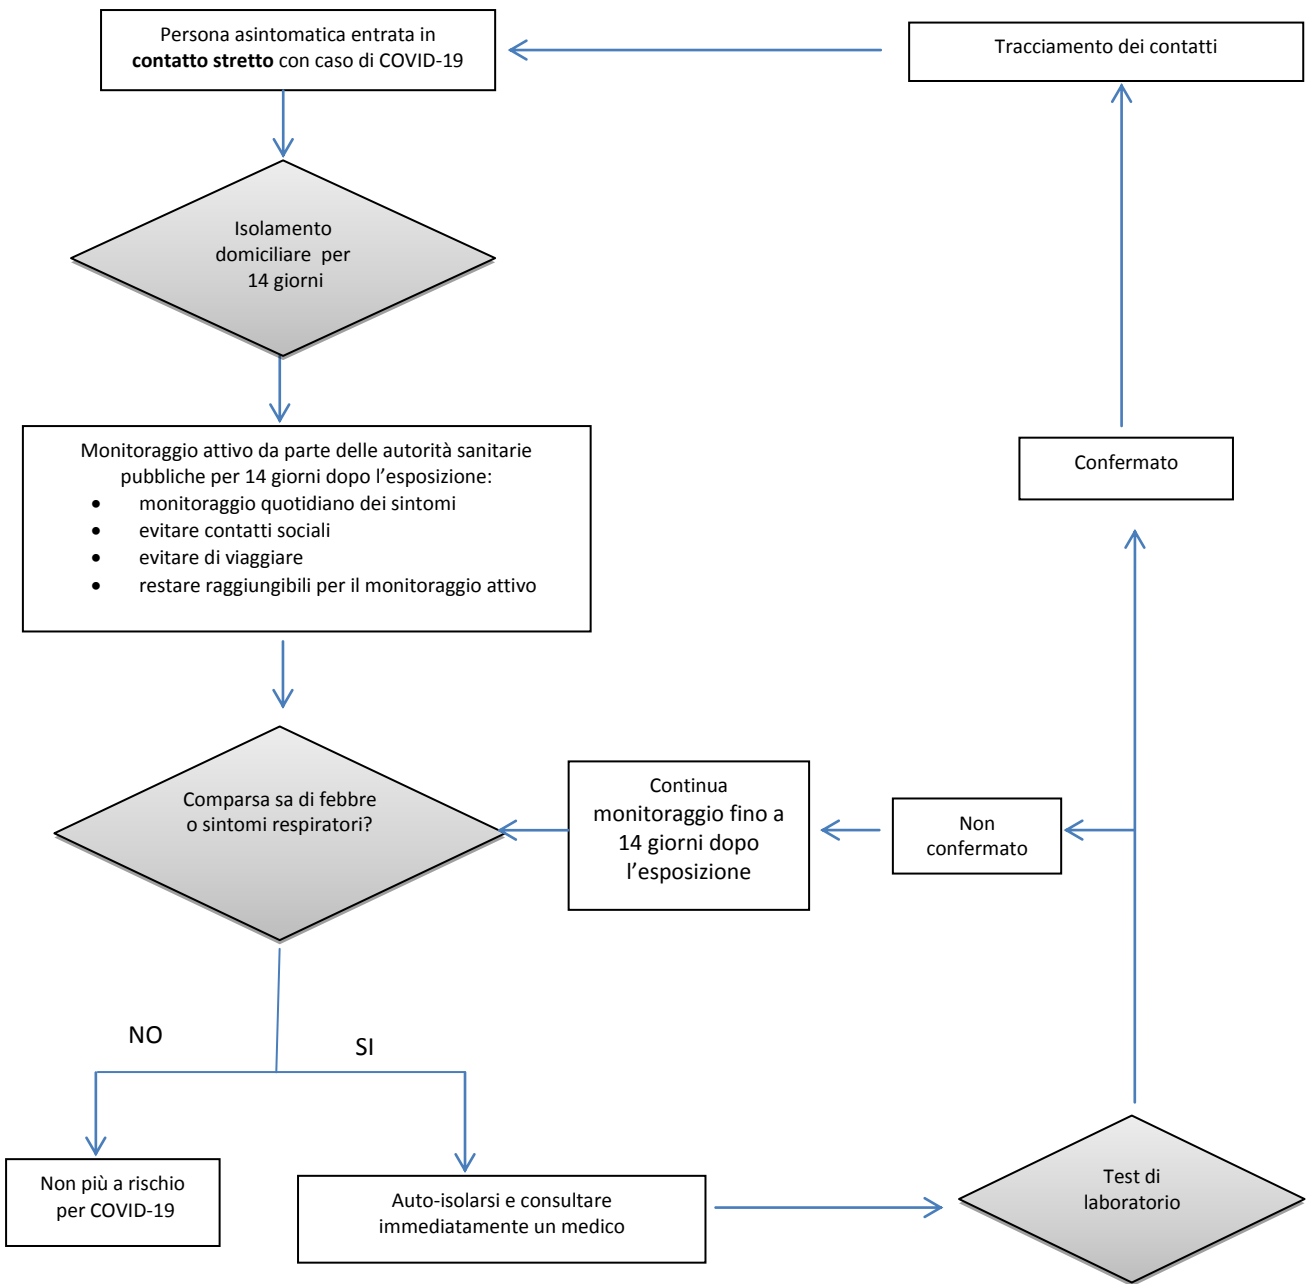 Persona asintomatica entrata in
contatto stretto con caso di COVID-19
Tracciamento dei contatti
Isolamento
domiciliare per
14 giorni
Monitoraggio attivo da parte delle autorità sanitarie
pubbliche per 14 giorni dopo l’esposizione:
• monitoraggio quotidiano dei sintomi
• evitare contatti sociali
• evitare di viaggiare
• restare raggiungibili per il monitoraggio attivo
Confermato
Comparsa sa di febbre
o sintomi respiratori?
Continua
monitoraggio fino a
14 giorni dopo
l’esposizione
Non
confermato
NO
SI
Non più a rischio
per COVID-19
Auto-isolarsi e consultare
immediatamente un medico
Test di
laboratorio